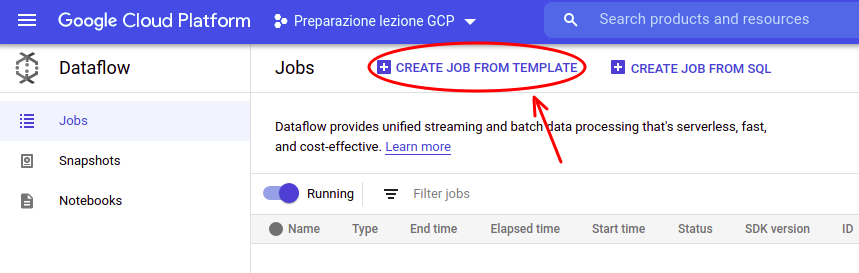 Google Cloud Platform
Preparazione lezione GCP
Search products and resources
Dataflow
Jobs
Snapshots
Notebooks
Jobs
CREATE JOB FROM TEMPLATE
CREATE JOB FROM SQL
Dataflow provides unified streaming and batch data processing that's serverless, fast,
and cost-effective. Learn more
Running
Filter jobs
Name Type End time Elapsed time Start time Status SDK version ID